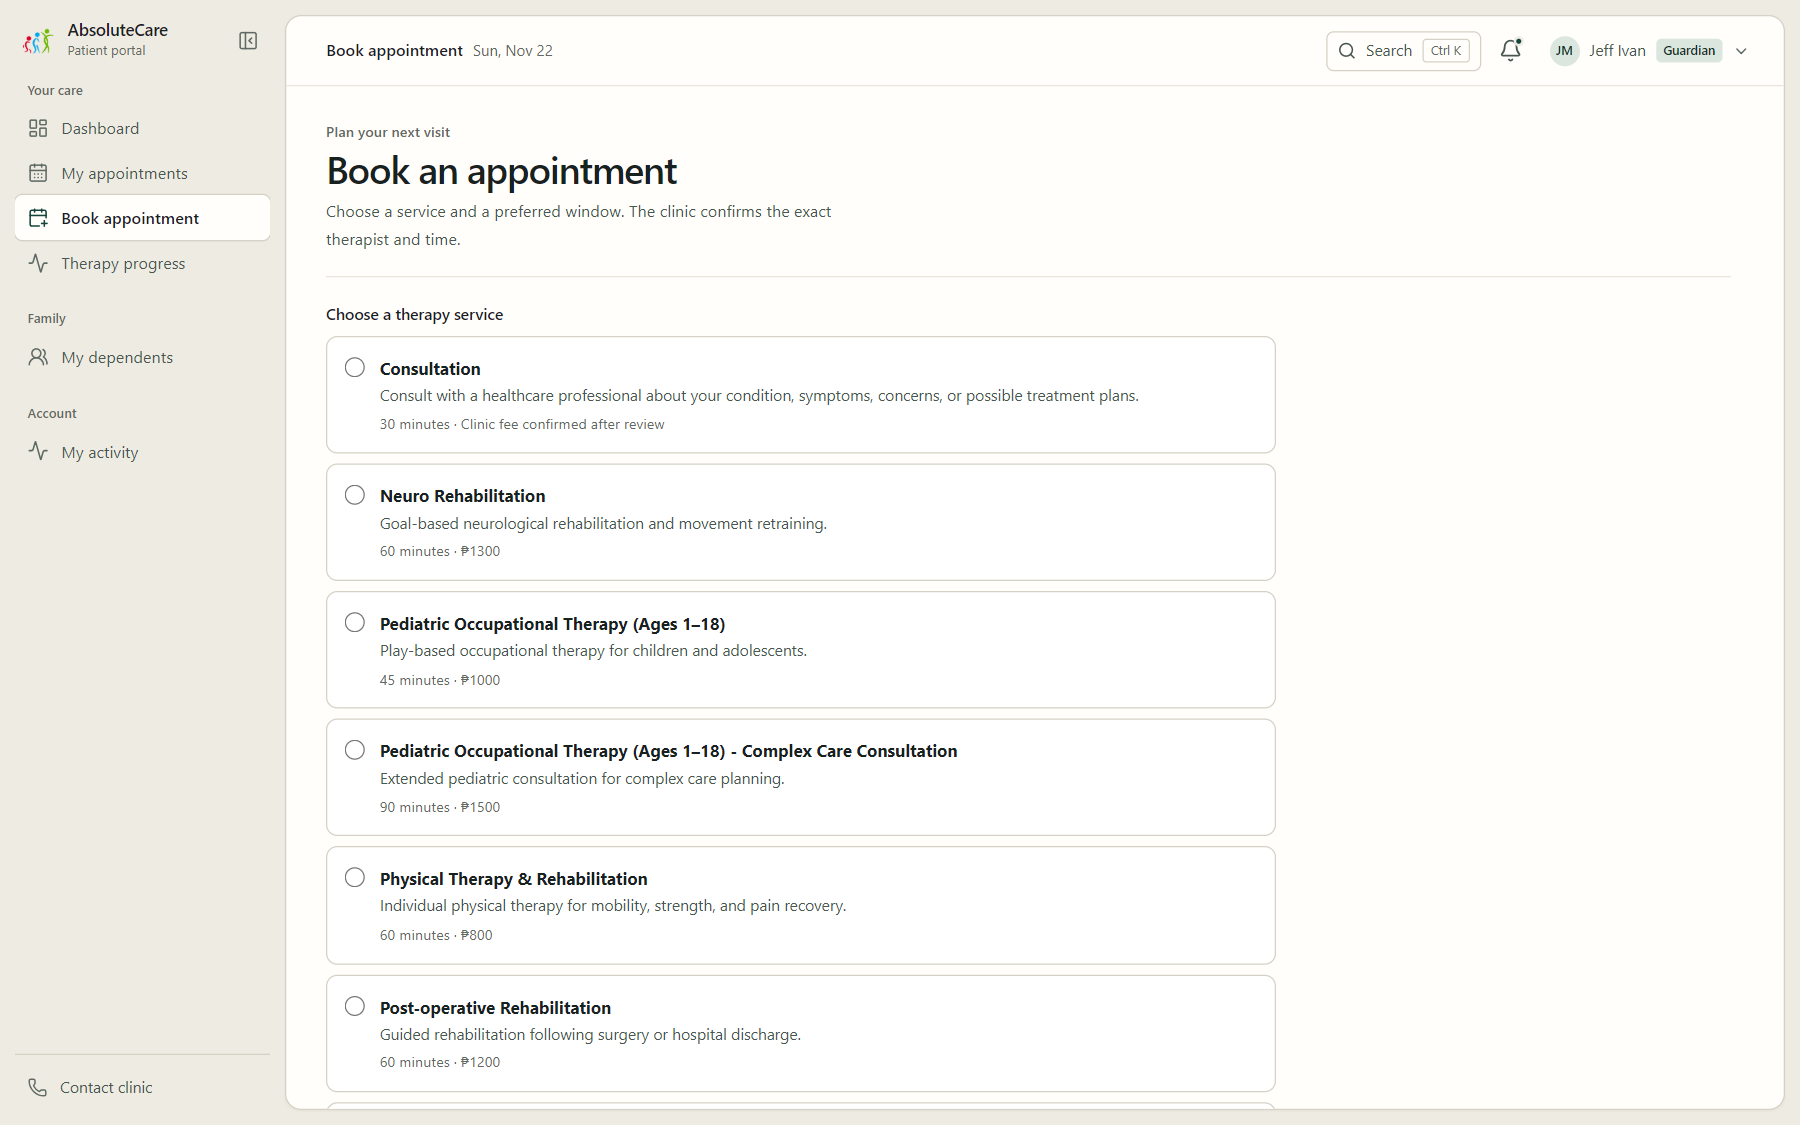 AbsoluteCare
Patient portal
Your care
Dashboard
My appointments
Book appointment
Therapy progress
Family
My dependents
Account
My activity
Contact clinic
Book appointment Sun, Nov 22
Search Ctrl K
JM Jeff Ivan Guardian
Plan your next visit
Book an appointment
Choose a service and a preferred window. The clinic confirms the exact
therapist and time.
Choose a therapy service
Consultation
Consult with a healthcare professional about your condition, symptoms, concerns, or possible treatment plans.
30 minutes · Clinic fee confirmed after review
Neuro Rehabilitation
Goal-based neurological rehabilitation and movement retraining.
60 minutes · ₱1300
Pediatric Occupational Therapy (Ages 1–18)
Play-based occupational therapy for children and adolescents.
45 minutes · ₱1000
Pediatric Occupational Therapy (Ages 1–18) - Complex Care Consultation
Extended pediatric consultation for complex care planning.
90 minutes · ₱1500
Physical Therapy & Rehabilitation
Individual physical therapy for mobility, strength, and pain recovery.
60 minutes · ₱800
Post-operative Rehabilitation
Guided rehabilitation following surgery or hospital discharge.
60 minutes · ₱1200